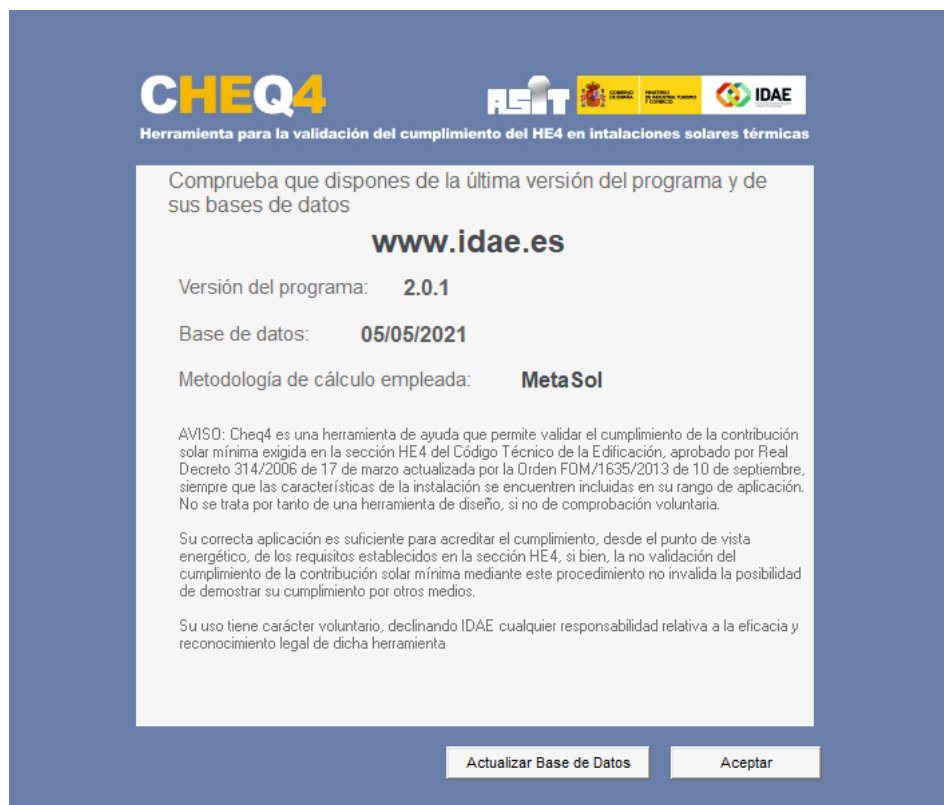 CHEQ4
ASIT
GOBIERNO
DE ESPAÑA
MINISTERIO
DE INDUSTRIA, TURISMO
Y COMERCIO
IDAE
Herramienta para la validación del cumplimiento del HE4 en intalaciones solares térmicas
Comprueba que dispones de la última versión del programa y de
sus bases de datos
www.idae.es
Versión del programa: 2.0.1
Base de datos: 05/05/2021
Metodología de cálculo empleada: MetaSol
AVISO: Cheq4 es una herramienta de ayuda que permite validar el cumplimiento de la contribución
solar mínima exigida en la sección HE4 del Código Técnico de la Edificación, aprobado por Real
Decreto 314/2006 de 17 de marzo actualizada por la Orden FOM/1635/2013 de 10 de septiembre,
siempre que las características de la instalación se encuentren incluidas en su rango de aplicación.
No se trata por tanto de una herramienta de diseño, si no de comprobación voluntaria.
Su correcta aplicación es suficiente para acreditar el cumplimiento, desde el punto de vista
energético, de los requisitos establecidos en la sección HE4, si bien, la no validación del
cumplimiento de la contribución solar mínima mediante este procedimiento no invalida la posibilidad
de demostrar su cumplimiento por otros medios.
Su uso tiene carácter voluntario, declinando IDAE cualquier responsabilidad relativa a la eficacia y
reconocimiento legal de dicha herramienta
Actualizar Base de Datos
Aceptar